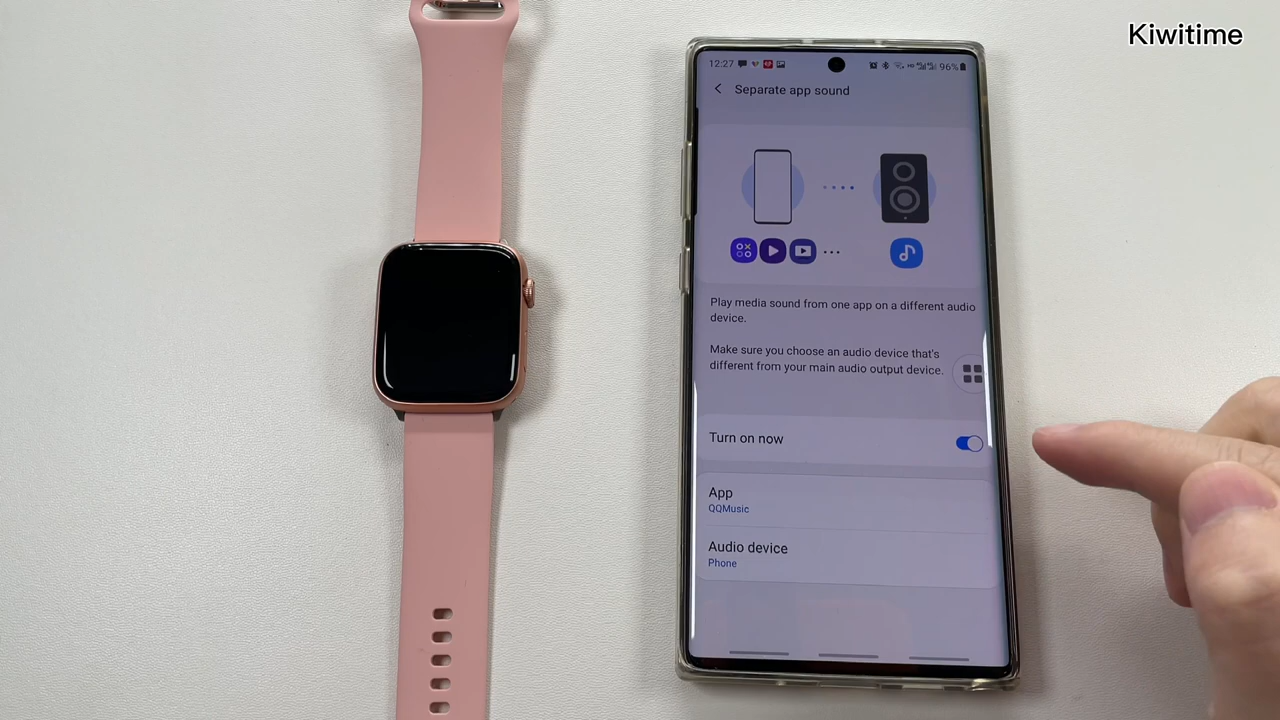 Kiwitime
12:27
96%
Separate app sound
Play media sound from one app on a different audio
device.
Make sure you choose an audio device that's
different from your main audio output device.
Turn on now
App
QQMusic
Audio device
Phone